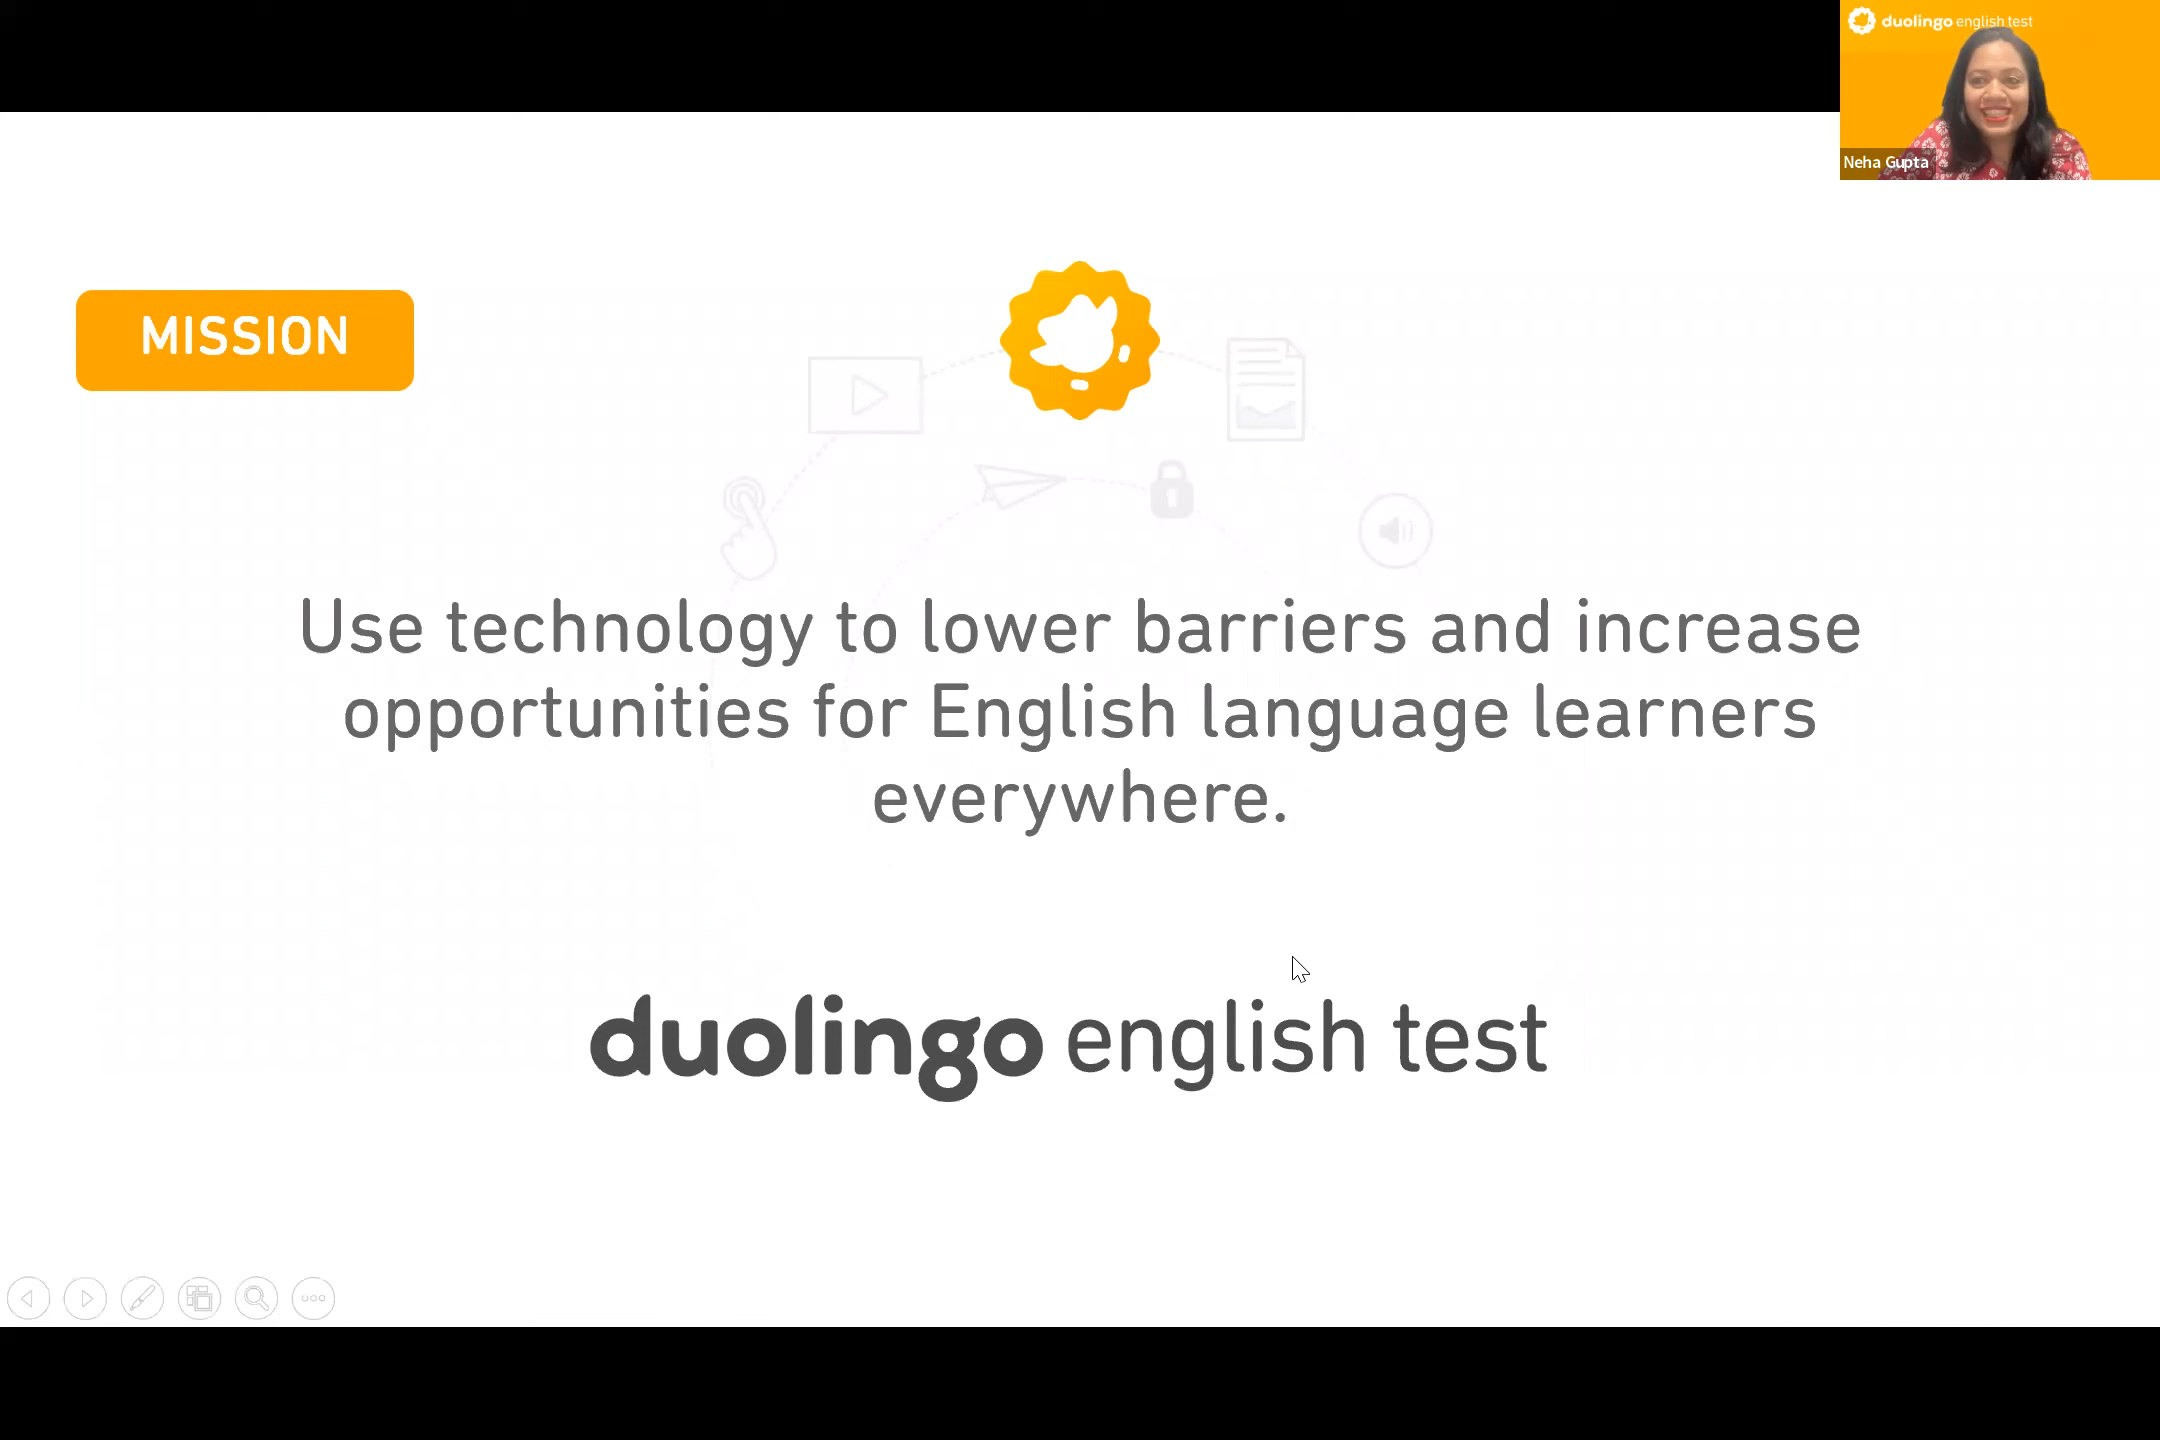 duolingo english test
Neha Gupta
MISSION
Use technology to lower barriers and increase
opportunities for English language learners
everywhere.
duolingo english test